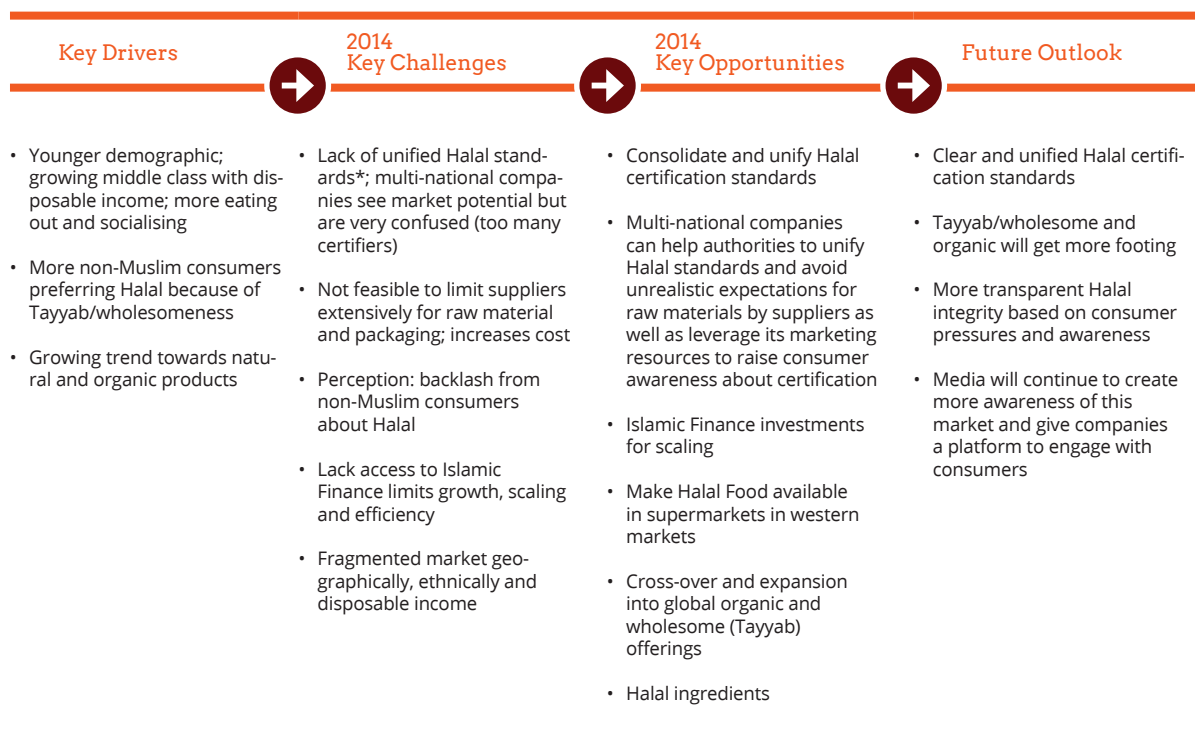 Key Drivers
2014
Key Challenges
2014
Key Opportunities
Future Outlook
• Younger demographic;
growing middle class with dis-
posable income; more eating
out and socialising
• More non-Muslim consumers
preferring Halal because of
Tayyab/wholesomeness
• Growing trend towards natu-
ral and organic products
• Lack of unified Halal stand-
ards*; multi-national compa-
nies see market potential but
are very confused (too many
certifiers)
• Not feasible to limit suppliers
extensively for raw material
and packaging; increases cost
• Perception: backlash from
non-Muslim consumers
about Halal
• Lack access to Islamic
Finance limits growth, scaling
and efficiency
• Fragmented market geo-
graphically, ethnically and
disposable income
• Consolidate and unify Halal
certification standards
• Multi-national companies
can help authorities to unify
Halal standards and avoid
unrealistic expectations for
raw materials by suppliers as
well as leverage its marketing
resources to raise consumer
awareness about certification
• Islamic Finance investments
for scaling
• Make Halal Food available
in supermarkets in western
markets
• Cross-over and expansion
into global organic and
wholesome (Tayyab)
offerings
• Halal ingredients
• Clear and unified Halal certifi-
cation standards
• Tayyab/wholesome and
organic will get more footing
• More transparent Halal
integrity based on consumer
pressures and awareness
• Media will continue to create
more awareness of this
market and give companies
a platform to engage with
consumers